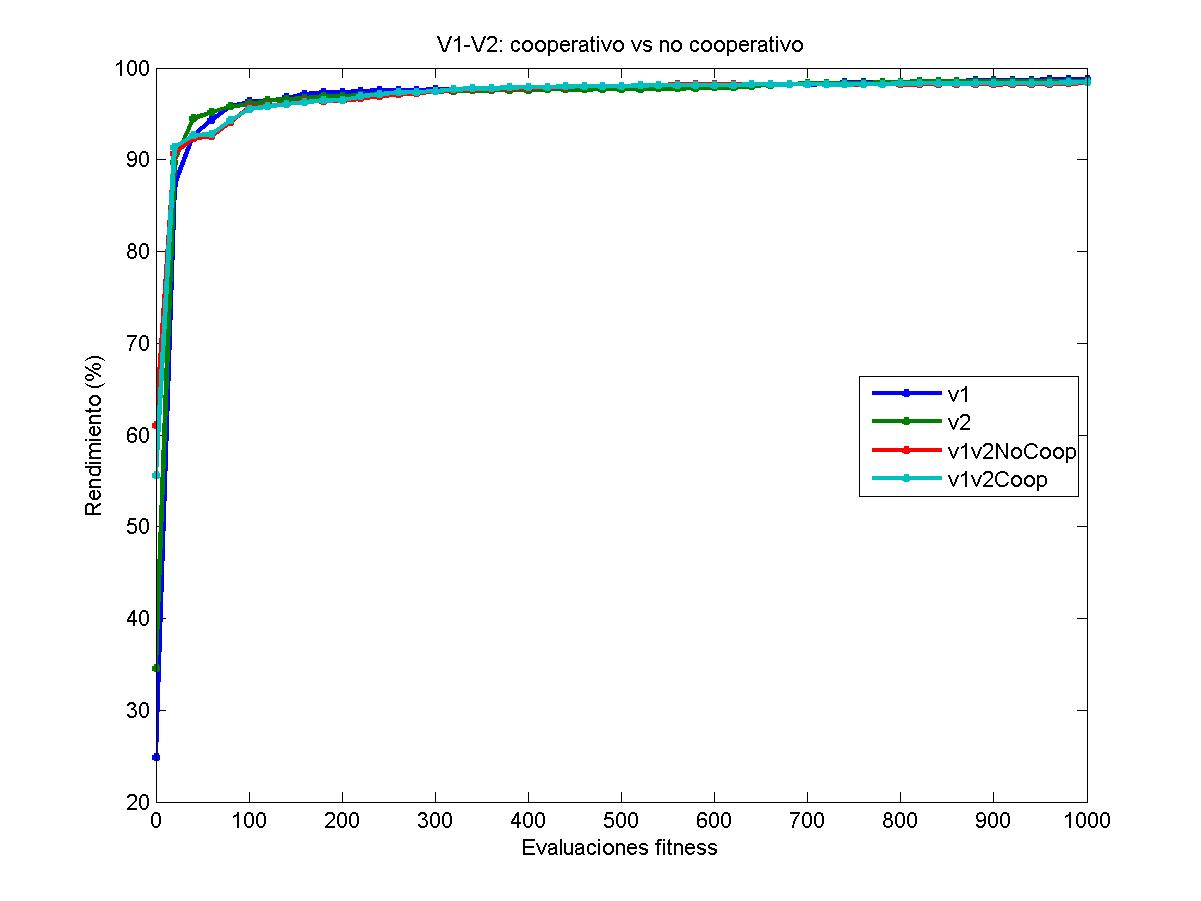 V1-V2: cooperativo vs no cooperativo
100
90
80
70
60
50
40
30
20
Rendimiento (%)
v1
v2
v1v2NoCoop
v1v2Coop
0 100 200 300 400 500 600 700 800 900 1000
Evaluaciones fitness